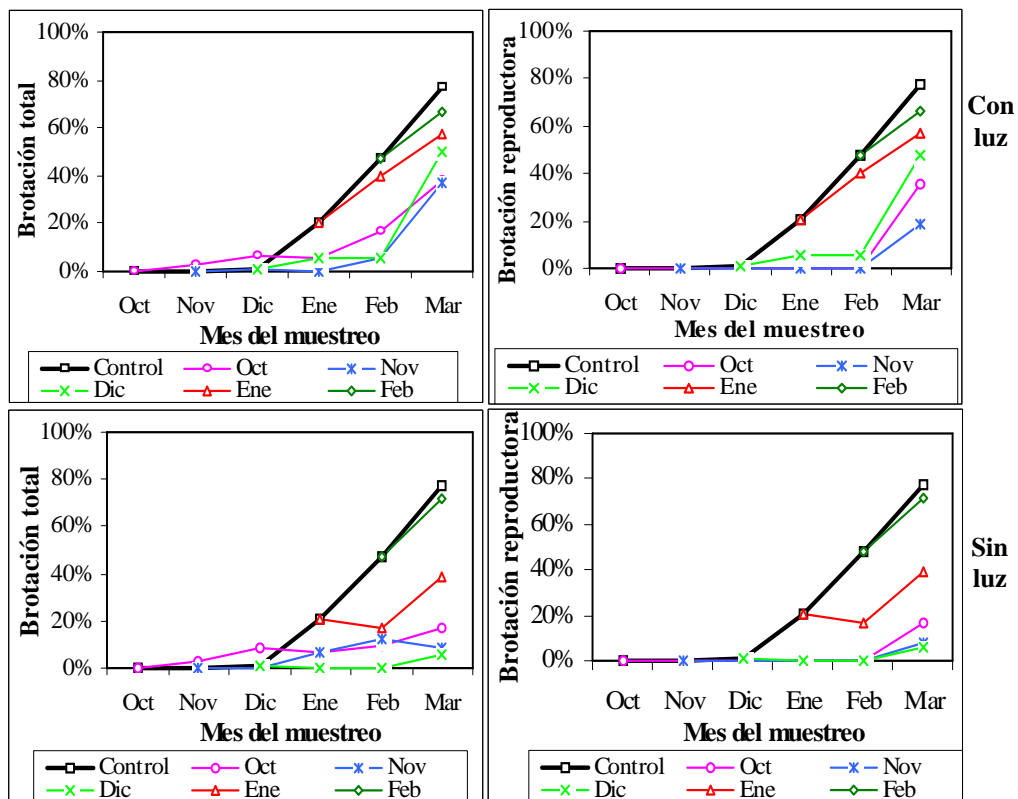 Brotación total
100%
80%
60%
40%
20%
0%
Oct Nov Dic Ene Feb Mar
Mes del muestreo
Control Oct Nov
Dic Ene Feb
Brotación reproductora
100%
80%
60%
40%
20%
0%
Oct Nov Dic Ene Feb Mar
Mes del muestreo
Control Oct Nov
Dic Ene Feb
Con
luz
Brotación total
100%
80%
60%
40%
20%
0%
Oct Nov Dic Ene Feb Mar
Mes del muestreo
Control Oct Nov
Dic Ene Feb
Brotación reproductora
100%
80%
60%
40%
20%
0%
Oct Nov Dic Ene Feb Mar
Mes del muestreo
Control Oct Nov
Dic Ene Feb
Sin
luz